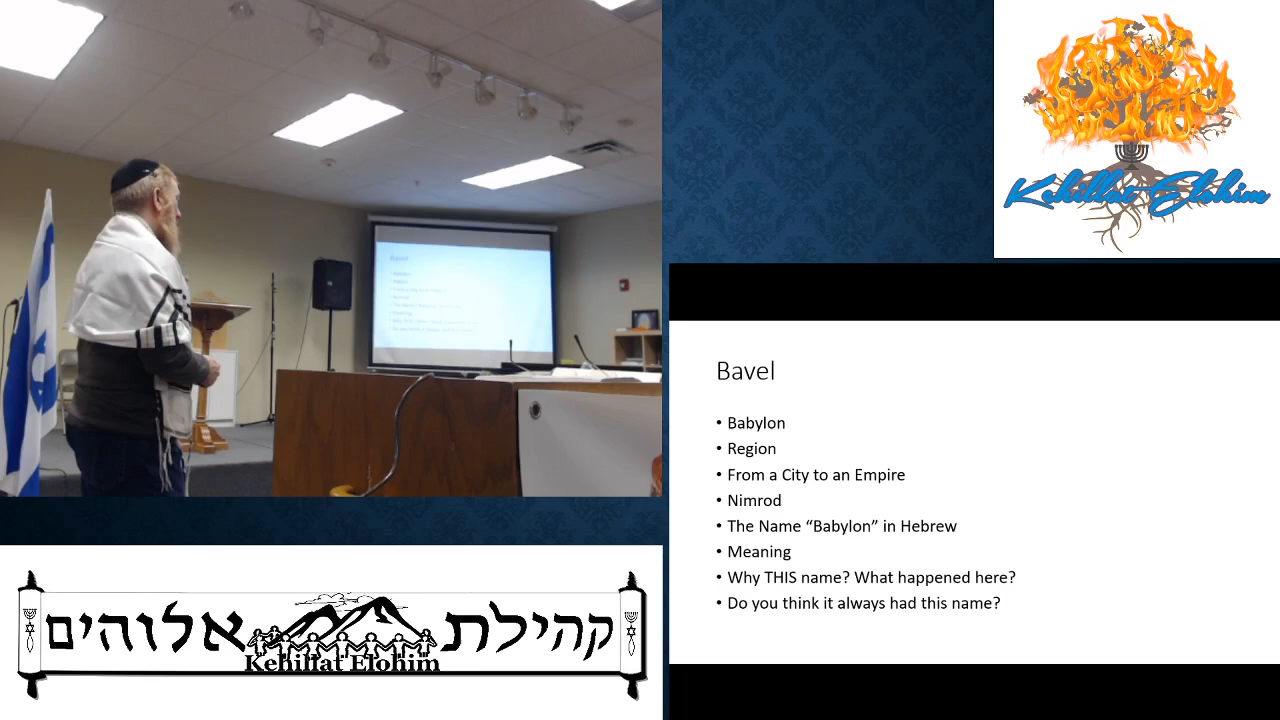 Kehillat Elohim
Bavel
• Babylon
• Region
• From a City to an Empire
• Nimrod
• The Name “Babylon” in Hebrew
• Meaning
• Why THIS name? What happened here?
• Do you think it always had this name?
קהילת אלוהים
Kehillat Elohim